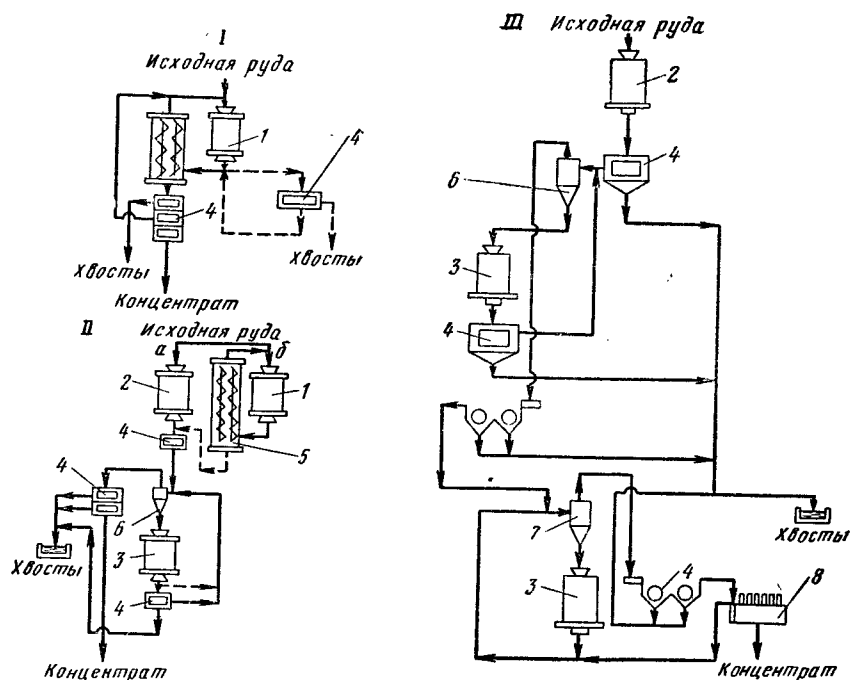 I
Исходная руда
1
4
4
Хвосты
Хвосты
Концентрат
II
Исходная руда
а
б
2
1
4
5
4
6
3
Хвосты
4
Концентрат
III Исходная руда
2
4
6
3
4
7
Хвосты
4
3
8
Концентрат